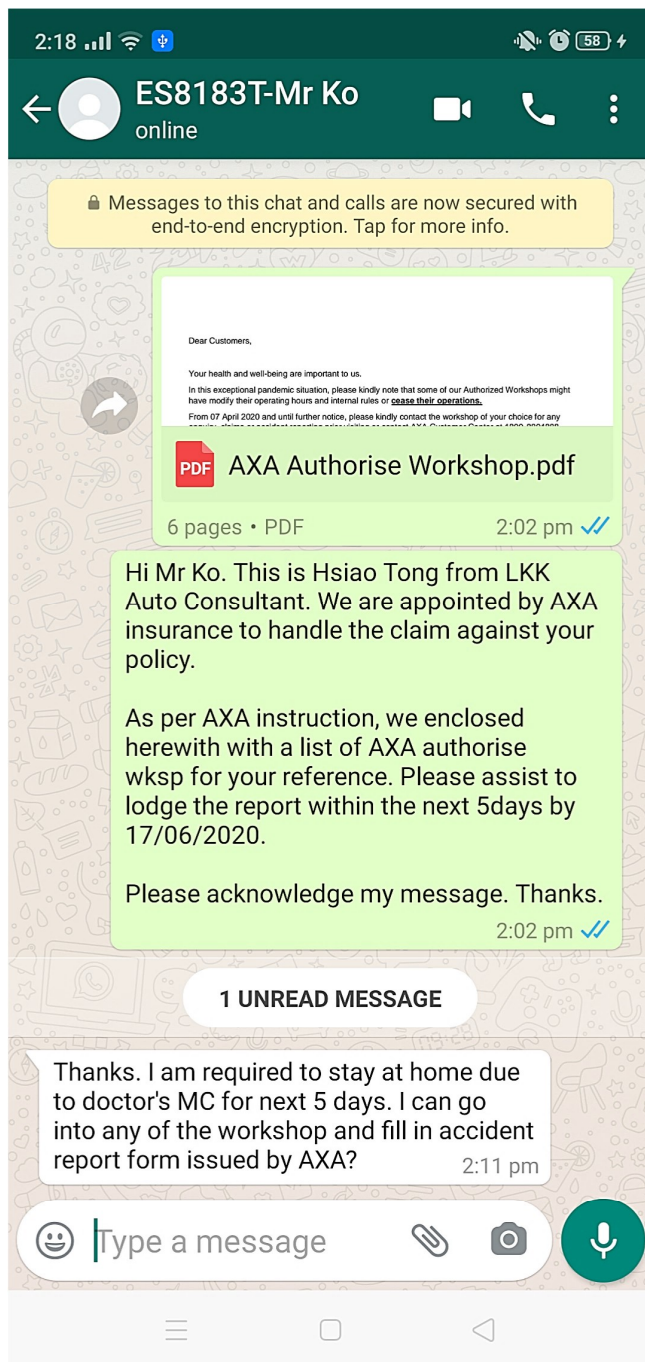 2:18
58
ES8183T-Mr Ko
online
Messages to this chat and calls are now secured with
end-to-end encryption. Tap for more info.
Dear Customers,
Your health and well-being are important to us.
In this exceptional pandemic situation, please kindly note that some of our Authorized Workshops might
have modify their operating hours and internal rules or cease their operations.
From 07 April 2020 and until further notice, please kindly contact the workshop of your choice for any
PDF
AXA Authorise Workshop.pdf
6 pages • PDF
2:02 pm
Hi Mr Ko. This is Hsiao Tong from LKK
Auto Consultant. We are appointed by AXA
insurance to handle the claim against your
policy.
As per AXA instruction, we enclosed
herewith with a list of AXA authorise
wksp for your reference. Please assist to
lodge the report within the next 5days by
17/06/2020.
Please acknowledge my message. Thanks.
2:02 pm
1 UNREAD MESSAGE
Thanks. I am required to stay at home due
to doctor's MC for next 5 days. I can go
into any of the workshop and fill in accident
report form issued by AXA?
2:11 pm
Type a message